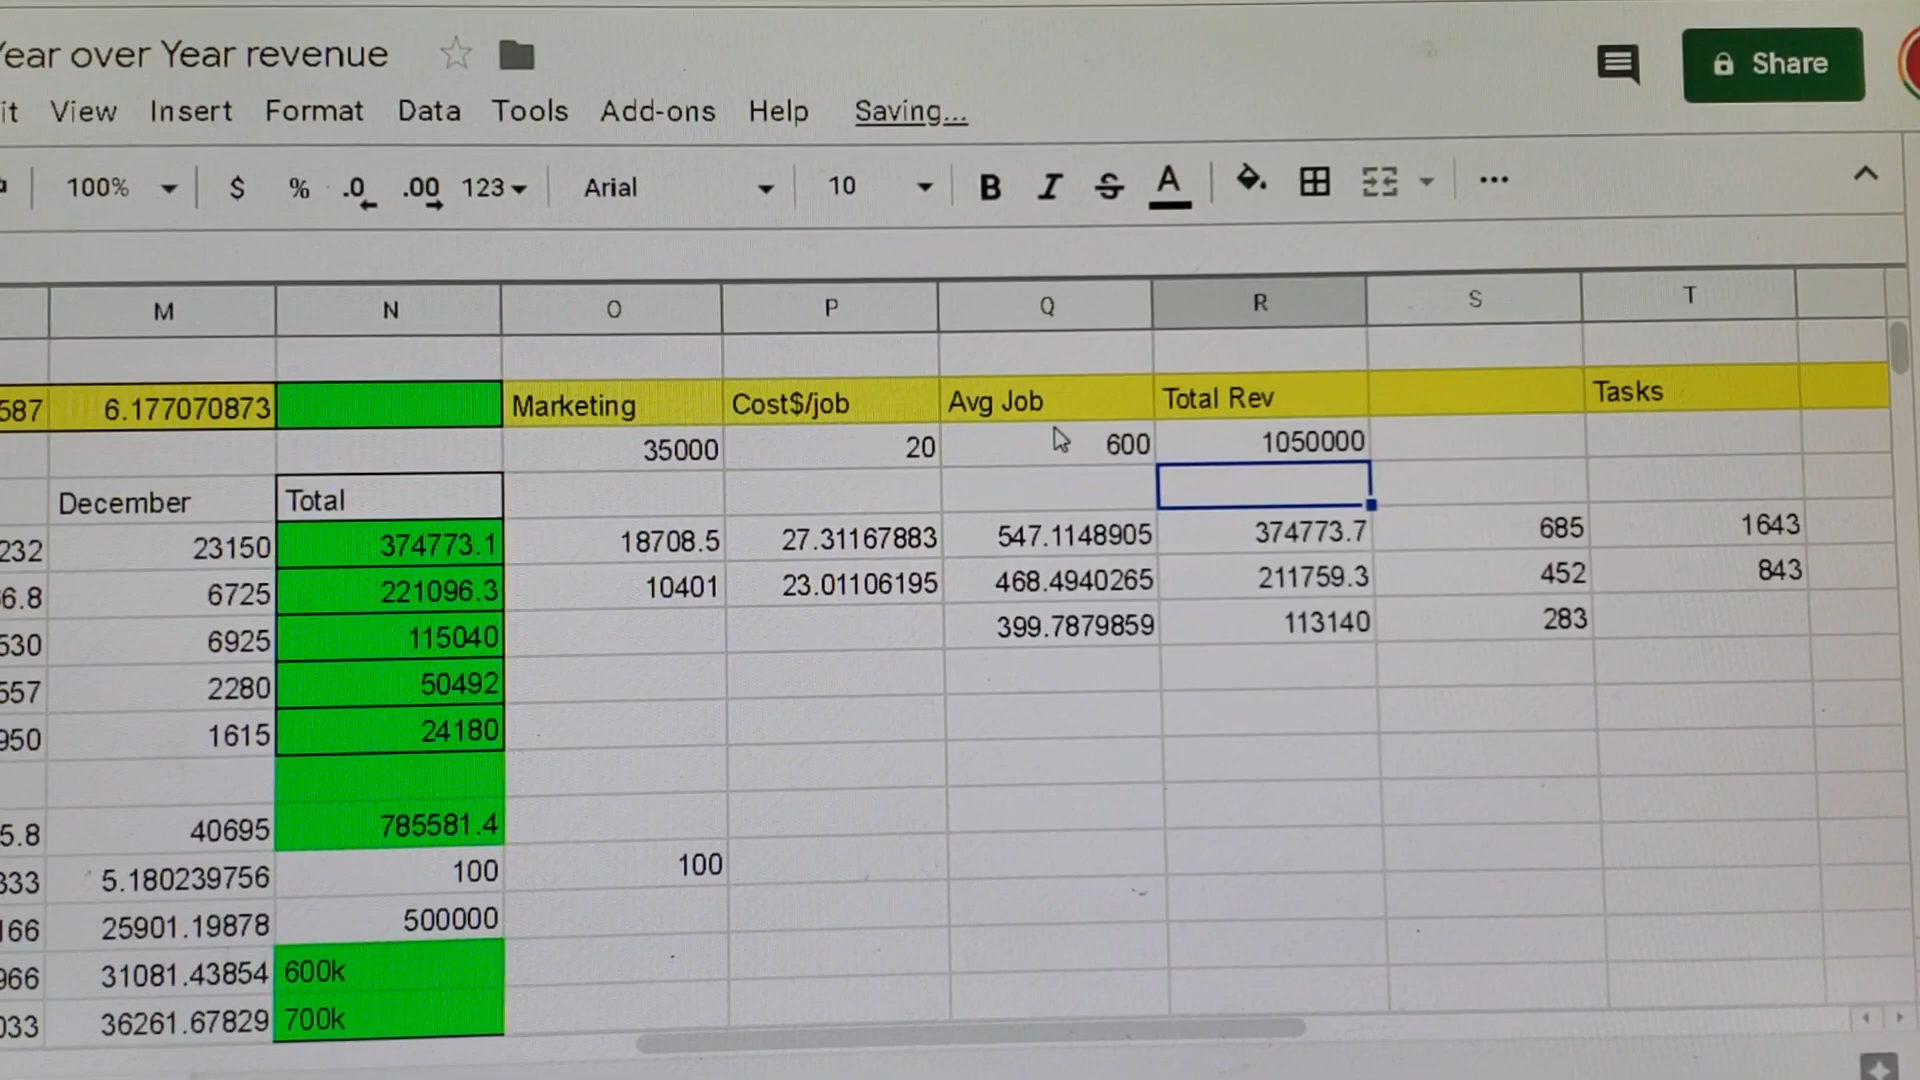 Year over Year revenue
Share
it View Insert Format Data Tools Add-ons Help Saving...
100% $ % .0 .00 123 Arial 10 B I S A ...
M N O P Q R S T
587 6.177070873 Marketing Cost$/job Avg Job Total Rev Tasks
35000 20 600 1050000
December Total
232 23150 374773.1 18708.5 27.31167883 547.1148905 374773.7 685 1643
6.8 6725 221096.3 10401 23.01106195 468.4940265 211759.3 452 843
530 6925 115040 399.7879859 113140 283
557 2280 50492
950 1615 24180
5.8 40695 785581.4
333 5.180239756 100 100
166 25901.19878 500000
966 31081.43854 600k
033 36261.67829 700k